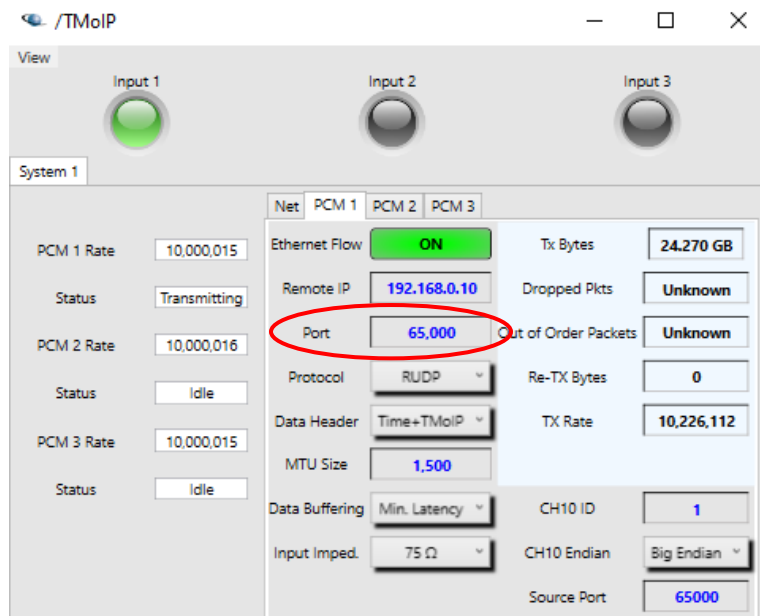 /TMoIP
View
Input 1 Input 2 Input 3
System 1
Net PCM 1 PCM 2 PCM 3
PCM 1 Rate 10,000,015
Status Transmitting
PCM 2 Rate 10,000,016
Status Idle
PCM 3 Rate 10,000,015
Status Idle
Ethernet Flow ON
Remote IP 192.168.0.10
Port 65,000
Protocol RUDP
Data Header Time+TMoIP
MTU Size 1,500
Data Buffering Min. Latency
Input Imped. 75 Ω
Tx Bytes 24.270 GB
Dropped Pkts Unknown
Out of Order Packets Unknown
Re-TX Bytes 0
TX Rate 10,226,112
CH10 ID 1
CH10 Endian Big Endian
Source Port 65000